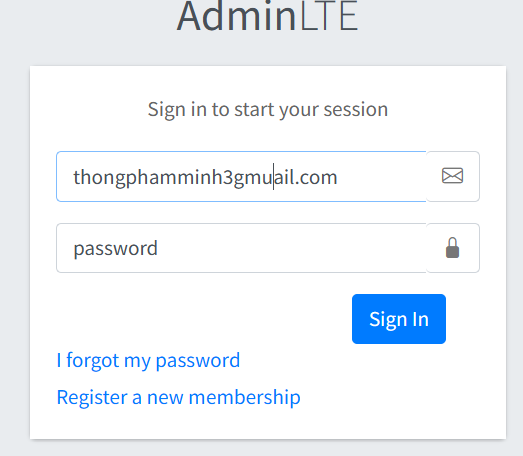 AdminLTE
Sign in to start your session
thongphamminh3gmuail.com
password
Sign In
I forgot my password
Register a new membership